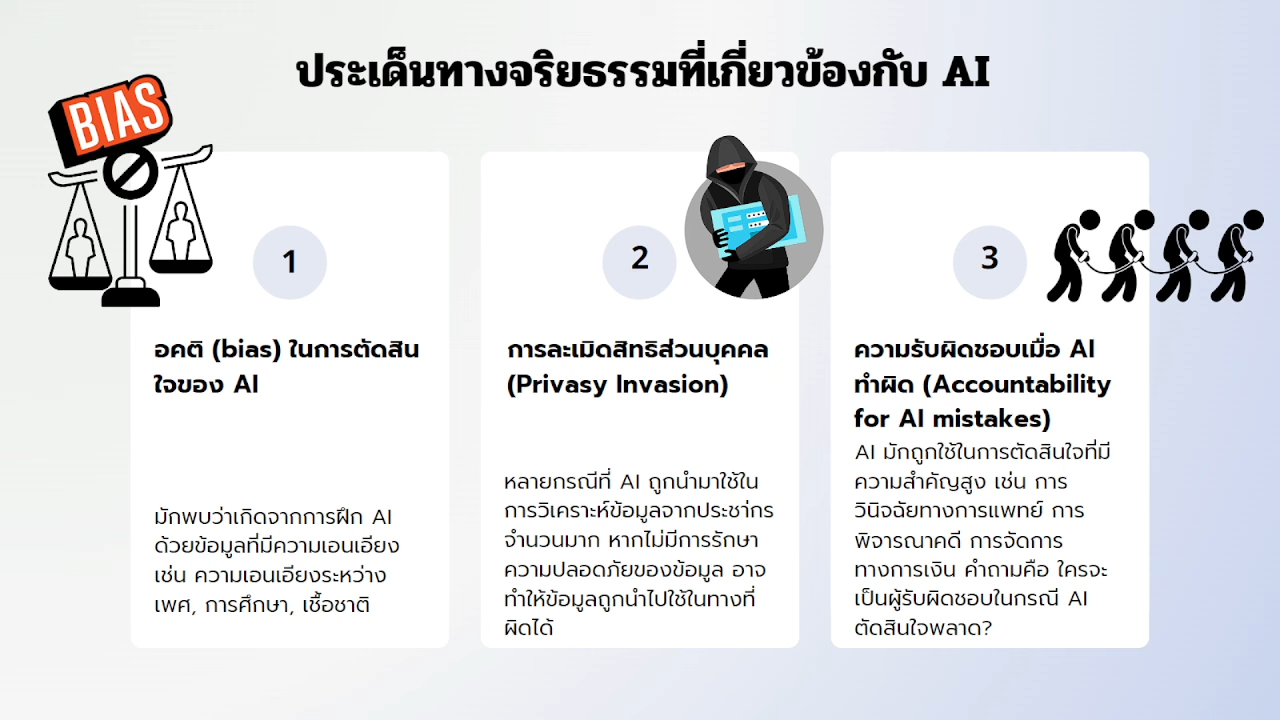 ประเด็นทางจริยธรรมที่เกี่ยวข้องกับ AI
BIAS
1
อคติ (bias) ในการตัดสิน
ใจของ AI
มักพบว่าเกิดจากการฝึก AI
ด้วยข้อมูลที่มีความเอนเอียง
เช่น ความเอนเอียงระหว่าง
เพศ, การศึกษา, เชื้อชาติ
2
การละเมิดสิทธิส่วนบุคคล
(Privasy Invasion)
หลายกรณีที่ AI ถูกนำมาใช้ใน
การวิเคราะห์ข้อมูลจากประชา่กร
จำนวนมาก หากไม่มีการรักษา
ความปลอดภัยของข้อมูล อาจ
ทำให้ข้อมูลถูกนำไปใช้ในทางที่
ผิดได้
3
ความรับผิดชอบเมื่อ AI
ทำผิด (Accountability
for AI mistakes)
AI มักถูกใช้ในการตัดสินใจที่มี
ความสำคัญสูง เช่น การ
วินิจฉัยทางการแพทย์ การ
พิจารณาคดี การจัดการ
ทางการเงิน คำถามคือ ใครจะ
เป็นผู้รับผิดชอบในกรณี AI
ตัดสินใจพลาด?